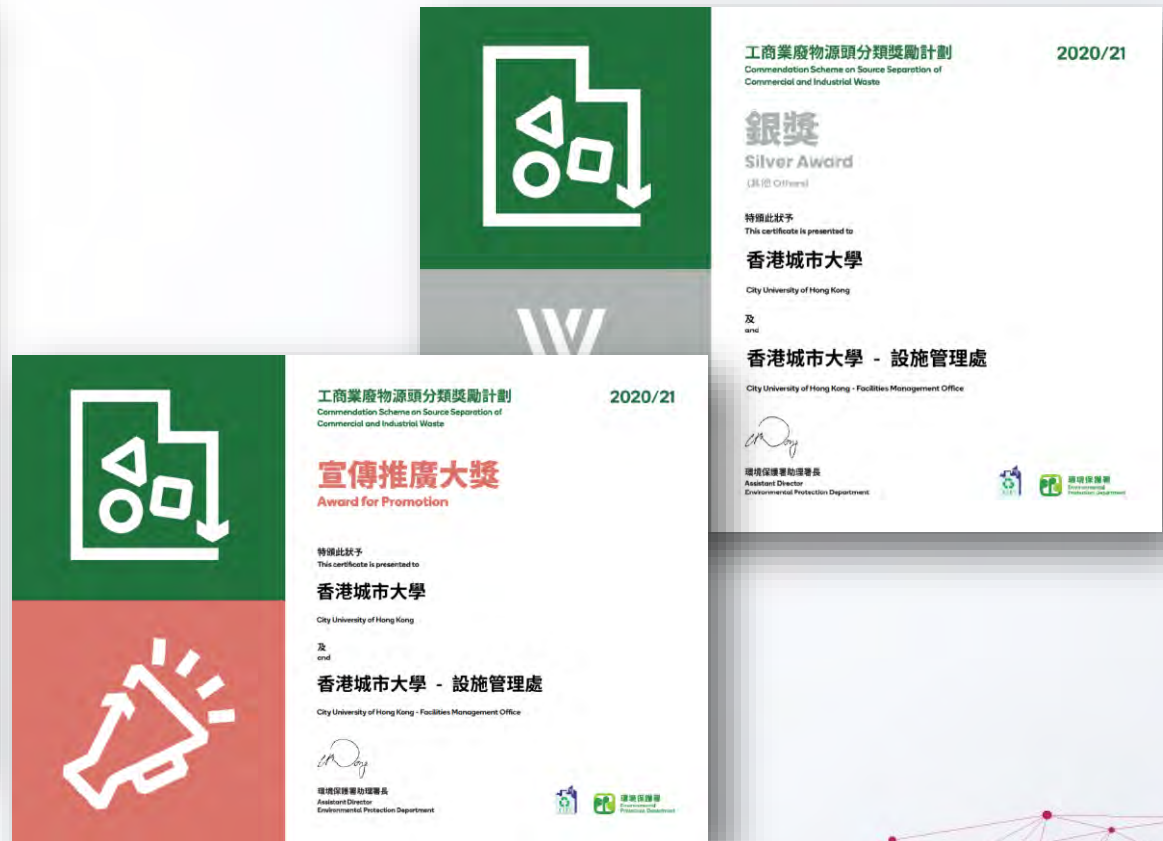 工商業廢物源頭分類獎勵計劃
2020/21
Commendation Scheme on Source Separation of
Commercial and Industrial Waste
銀獎
Silver Award
(其他 Others)
特頒此狀予
This certificate is presented to
香港城市大學
City University of Hong Kong
及
and
香港城市大學 - 設施管理處
City University of Hong Kong - Facilities Management Office
環境保護署助理署長
Assistant Director
Environmental Protection Department
環境保護署
Environmental
Protection Department
工商業廢物源頭分類獎勵計劃
2020/21
Commendation Scheme on Source Separation of
Commercial and Industrial Waste
宣傳推廣大獎
Award for Promotion
特頒此狀予
This certificate is presented to
香港城市大學
City University of Hong Kong
及
and
香港城市大學 - 設施管理處
City University of Hong Kong - Facilities Management Office
環境保護署助理署長
Assistant Director
Environmental Protection Department
環境保護署
Environmental
Protection Department